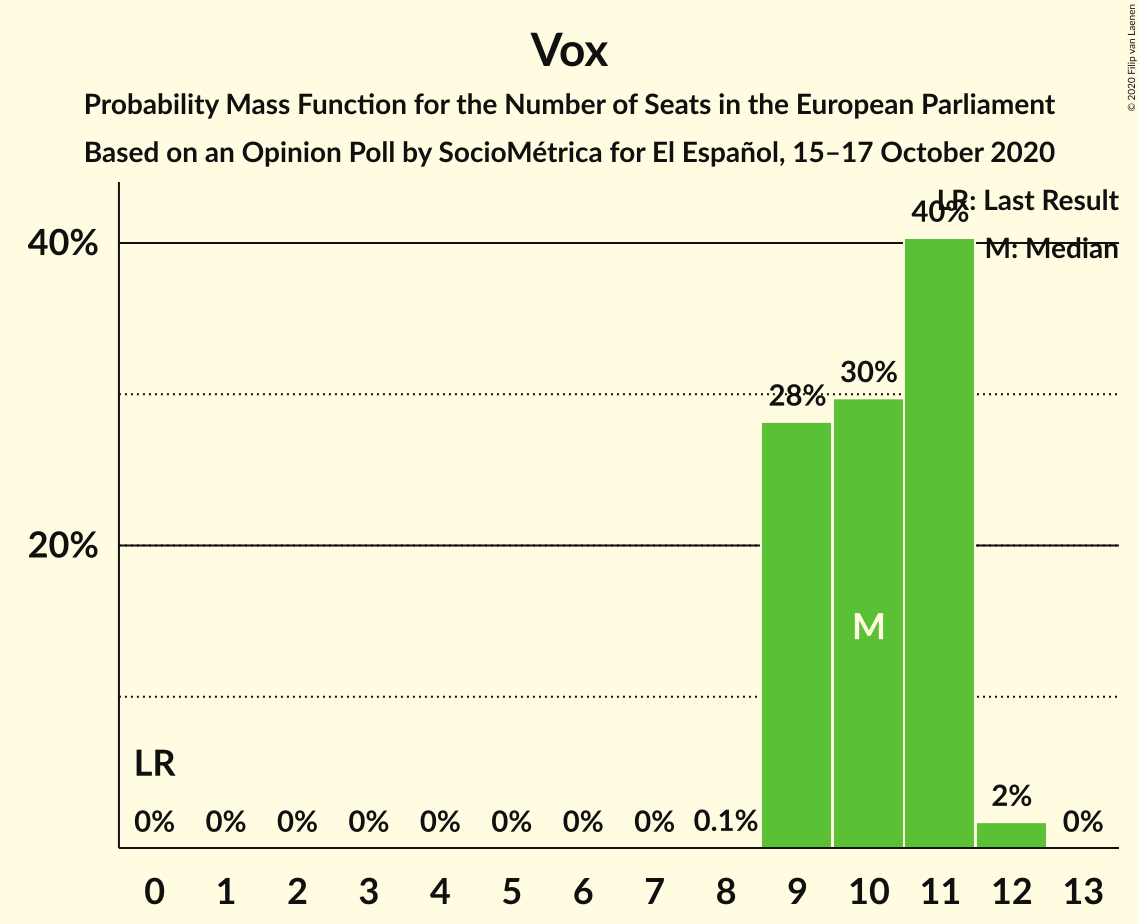 Vox
Probability Mass Function for the Number of Seats in the European Parliament
Based on an Opinion Poll by SocioMétrica for El Español, 15–17 October 2020
© 2020 Filip van Laenen
LR: Last Result
M: Median
40%
20%
40%
30%
28%
M
LR
0% 0% 0% 0% 0% 0% 0% 0% 0.1% 2% 0%
0 1 2 3 4 5 6 7 8 9 10 11 12 13